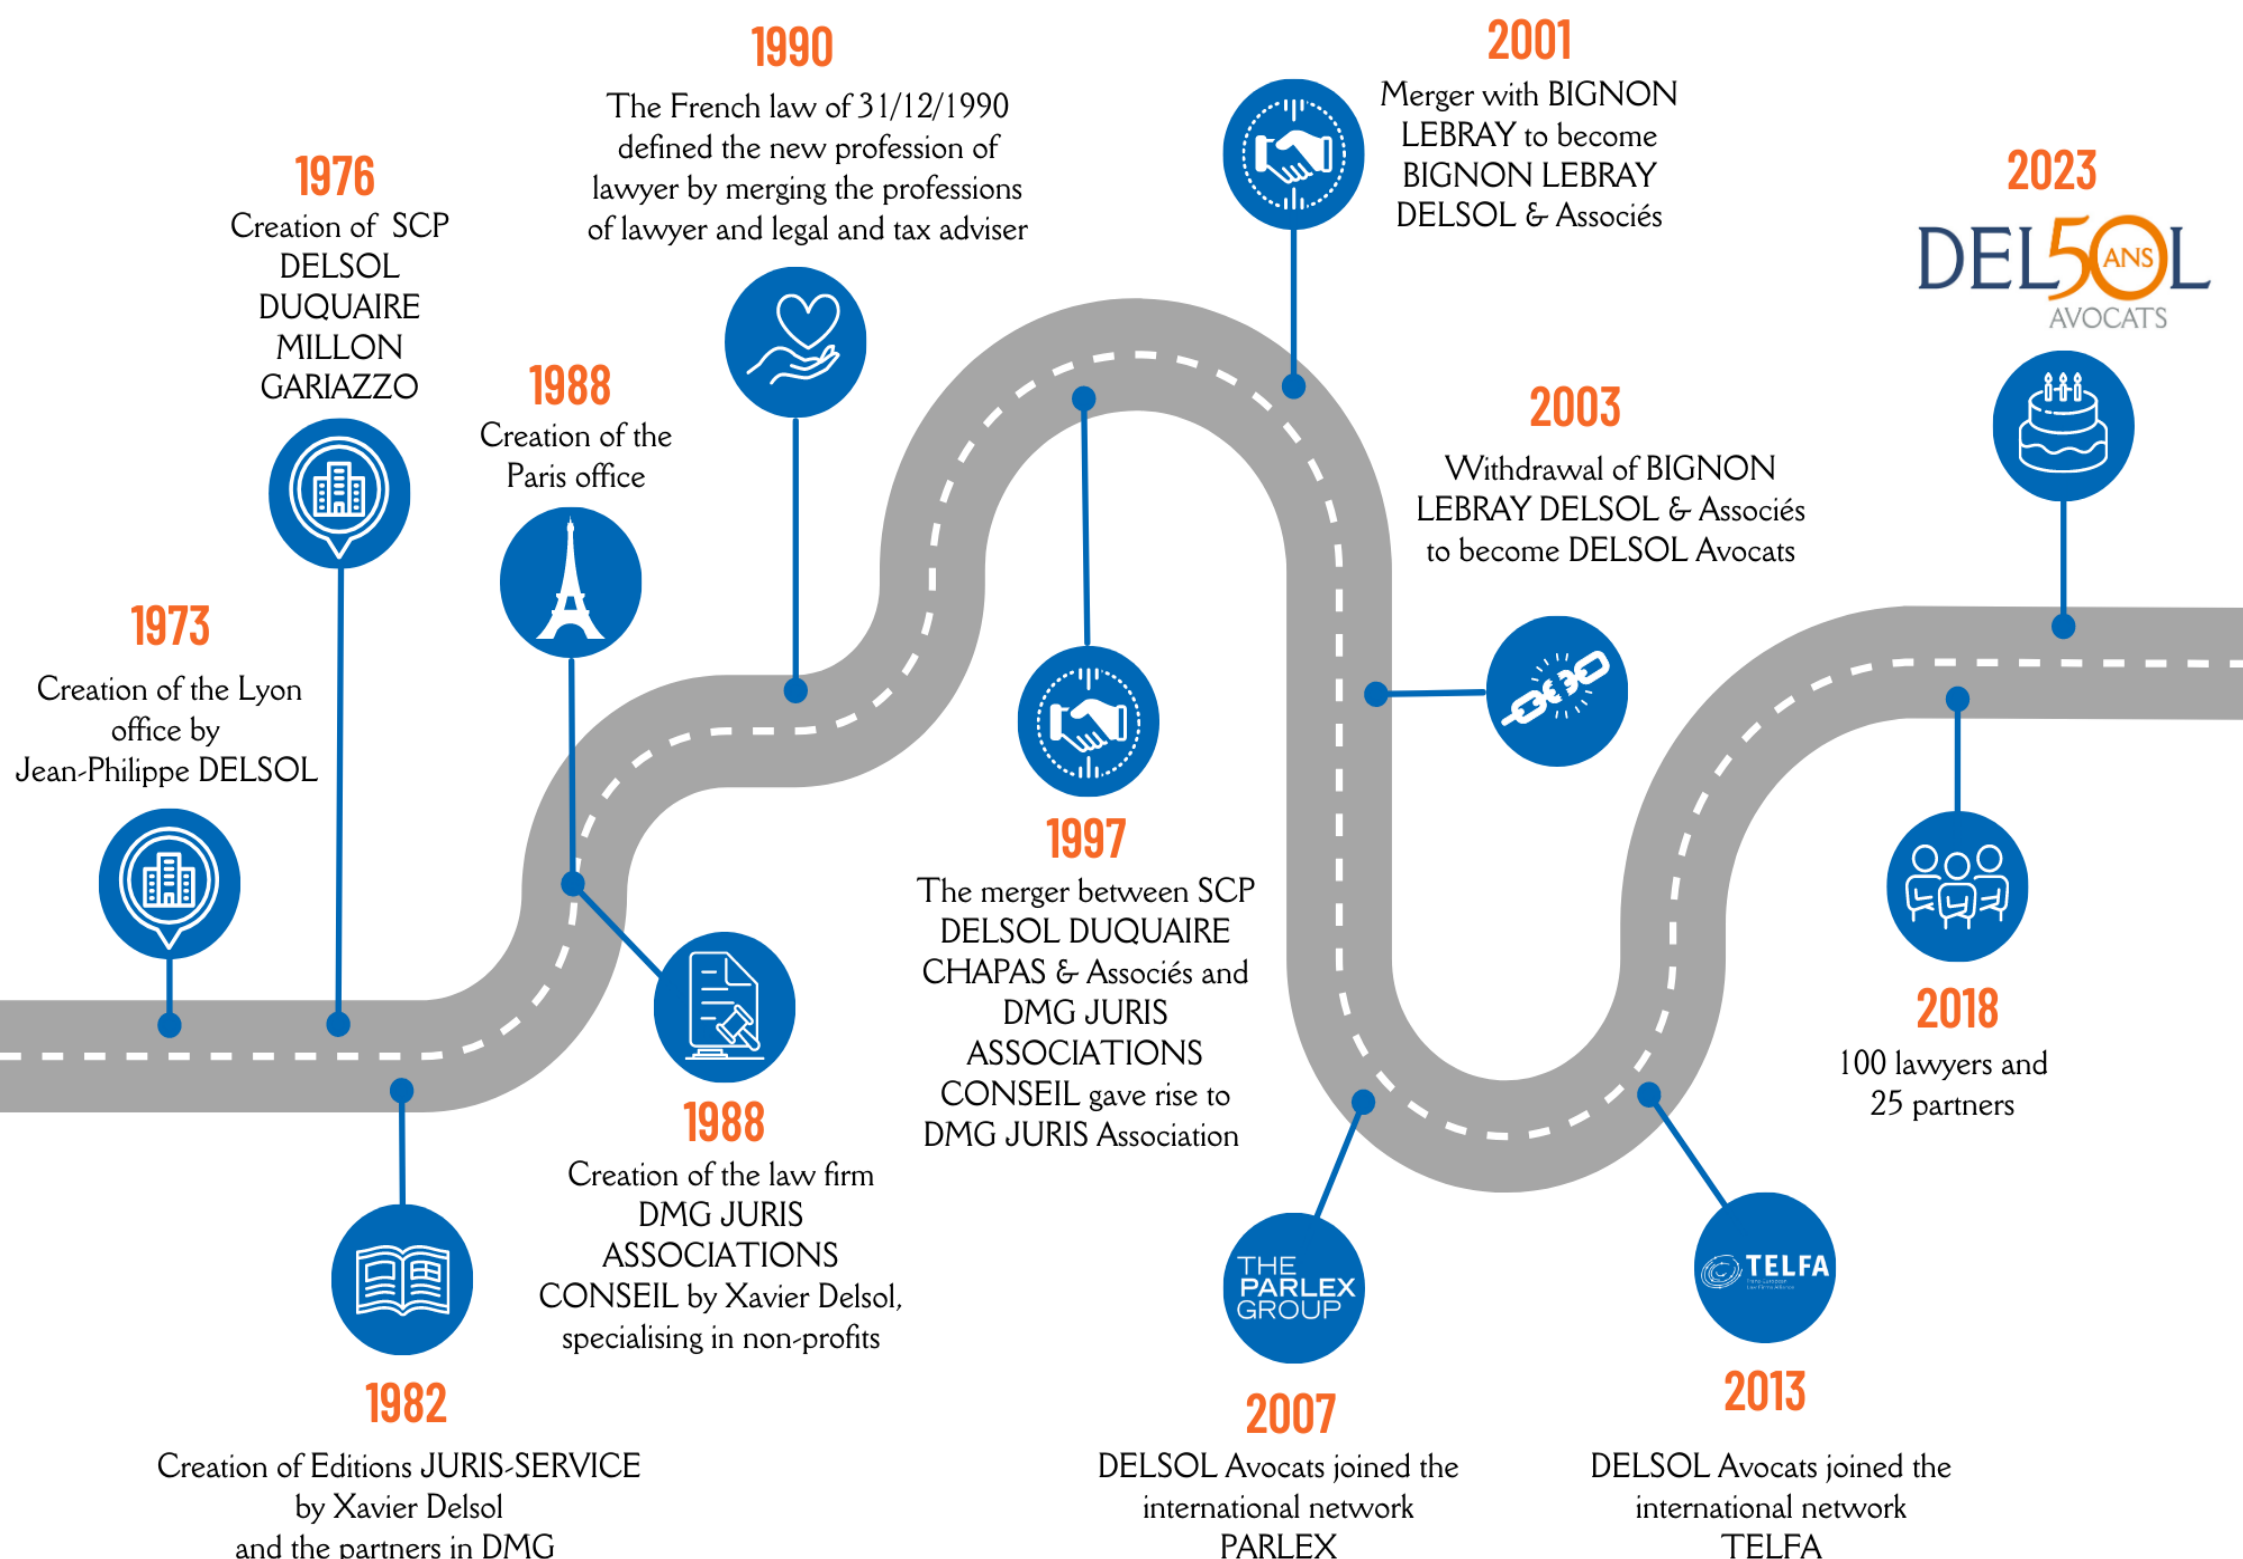 1973
Creation of the Lyon
office by
Jean-Philippe DELSOL
1976
Creation of SCP
DELSOL
DUQUAIRE
MILLON
GARIAZZO
1982
Creation of Editions JURIS-SERVICE
by Xavier Delsol
and the partners in DMG
1988
Creation of the
Paris office
1988
Creation of the law firm
DMG JURIS
ASSOCIATIONS
CONSEIL by Xavier Delsol,
specialising in non-profits
1990
The French law of 31/12/1990
defined the new profession of
lawyer by merging the professions
of lawyer and legal and tax adviser
1997
The merger between SCP
DELSOL DUQUAIRE
CHAPAS & Associés and
DMG JURIS
ASSOCIATIONS
CONSEIL gave rise to
DMG JURIS Association
2001
Merger with BIGNON
LEBRAY to become
BIGNON LEBRAY
DELSOL & Associés
2003
Withdrawal of BIGNON
LEBRAY DELSOL & Associés
to become DELSOL Avocats
THE
PARLEX
GROUP
2007
DELSOL Avocats joined the
international network
PARLEX
TELFA
2013
DELSOL Avocats joined the
international network
TELFA
2018
100 lawyers and
25 partners
2023
DEL50L
ANS
AVOCATS